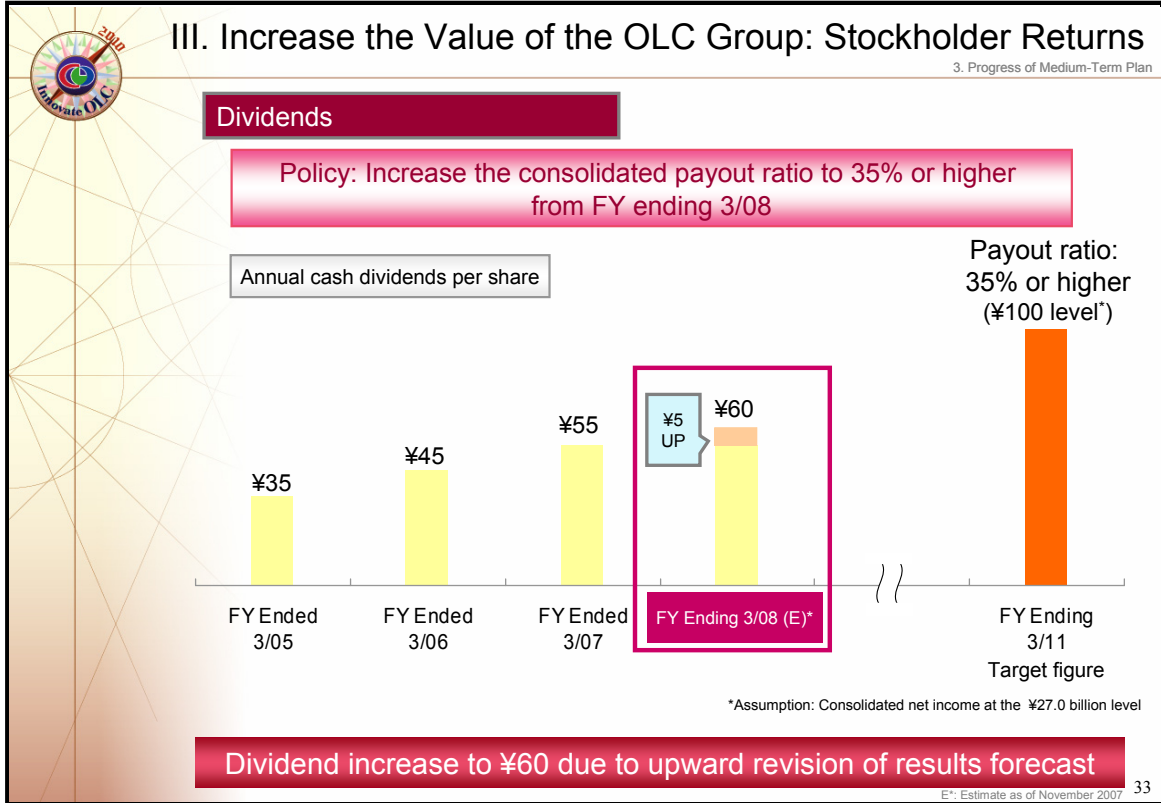 2010
Innovate OLC
III. Increase the Value of the OLC Group: Stockholder Returns
3. Progress of Medium-Term Plan
Dividends
Policy: Increase the consolidated payout ratio to 35% or higher
from FY ending 3/08
Annual cash dividends per share
Payout ratio:
35% or higher
(¥100 level*)
¥35
¥45
¥55
¥5
UP
¥60
FY Ended
3/05
FY Ended
3/06
FY Ended
3/07
FY Ending 3/08 (E)*
FY Ending
3/11
Target figure
*Assumption: Consolidated net income at the ¥27.0 billion level
Dividend increase to ¥60 due to upward revision of results forecast
E*: Estimate as of November 2007
33